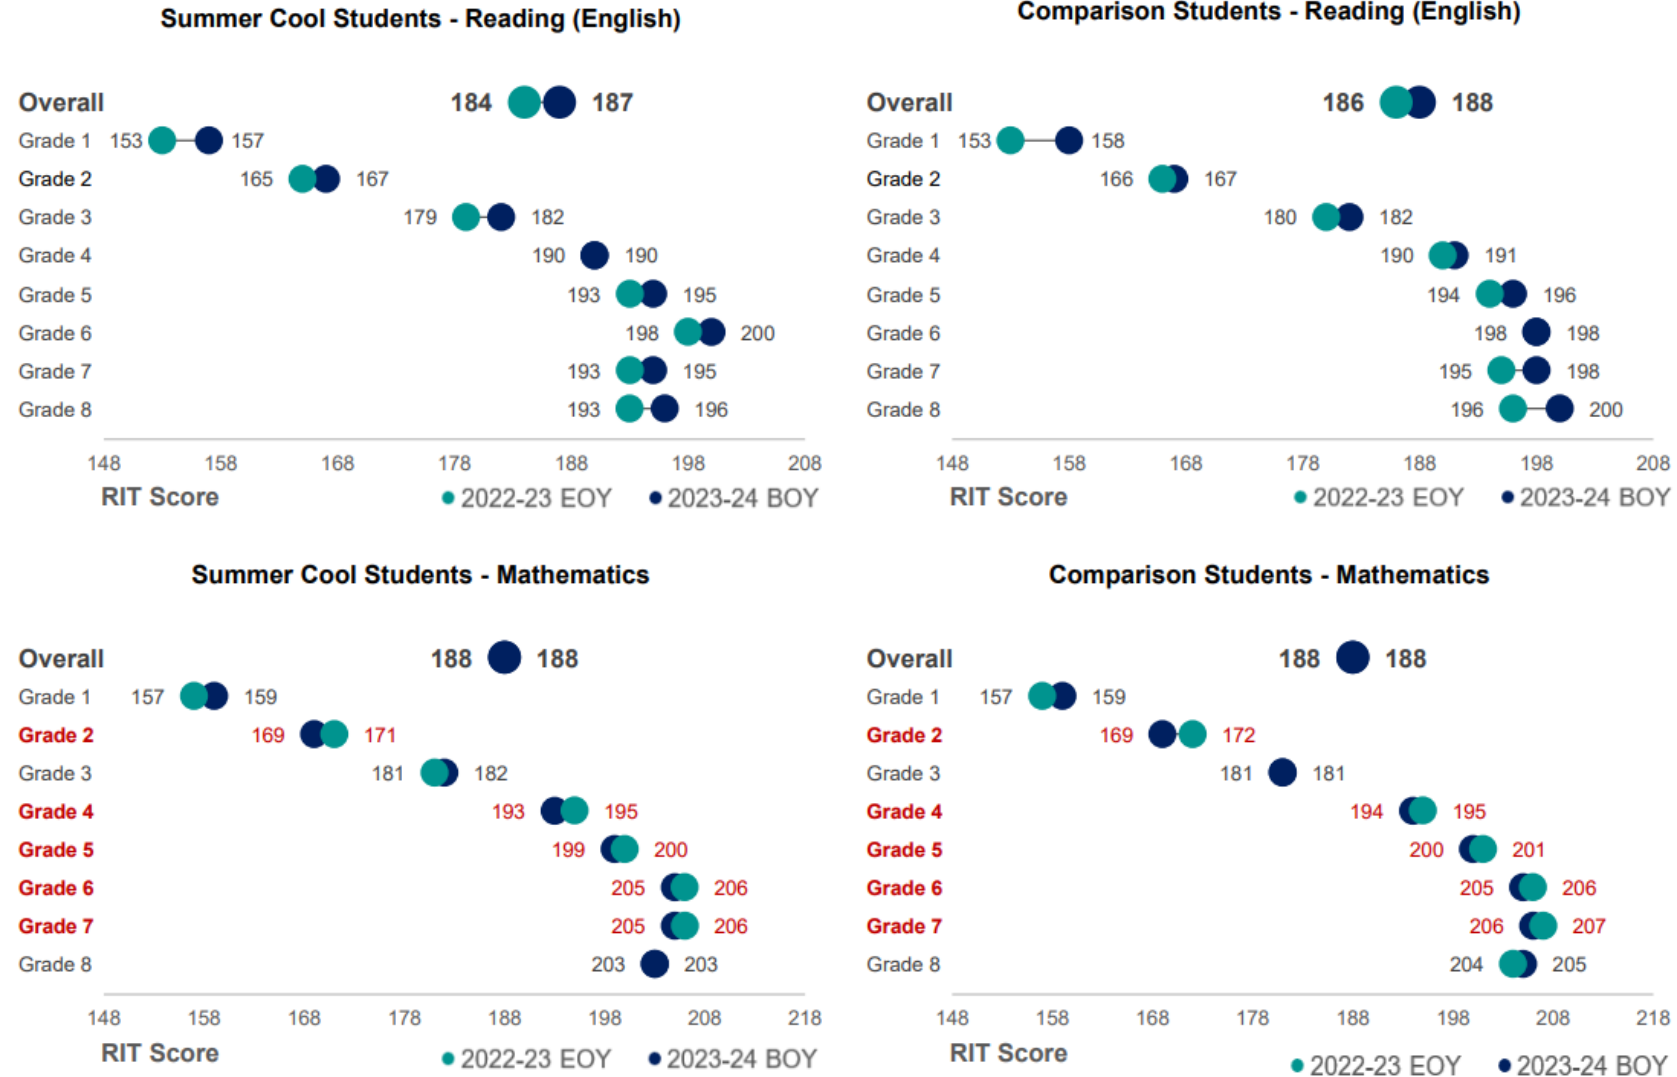 Summer Cool Students - Reading (English)
Overall 184 187
Grade 1 153 157
Grade 2 165 167
Grade 3 179 182
Grade 4 190 190
Grade 5 193 195
Grade 6 198 200
Grade 7 193 195
Grade 8 193 196
148 158 168 178 188 198 208
RIT Score 2022-23 EOY 2023-24 BOY
Comparison Students - Reading (English)
Overall 186 188
Grade 1 153 158
Grade 2 166 167
Grade 3 180 182
Grade 4 190 191
Grade 5 194 196
Grade 6 198 198
Grade 7 195 198
Grade 8 196 200
148 158 168 178 188 198 208
RIT Score 2022-23 EOY 2023-24 BOY
Summer Cool Students - Mathematics
Overall 188 188
Grade 1 157 159
Grade 2 169 171
Grade 3 181 182
Grade 4 193 195
Grade 5 199 200
Grade 6 205 206
Grade 7 205 206
Grade 8 203 203
148 158 168 178 188 198 208 218
RIT Score 2022-23 EOY 2023-24 BOY
Comparison Students - Mathematics
Overall 188 188
Grade 1 157 159
Grade 2 169 172
Grade 3 181 181
Grade 4 194 195
Grade 5 200 201
Grade 6 205 206
Grade 7 206 207
Grade 8 204 205
148 158 168 178 188 198 208 218
RIT Score 2022-23 EOY 2023-24 BOY